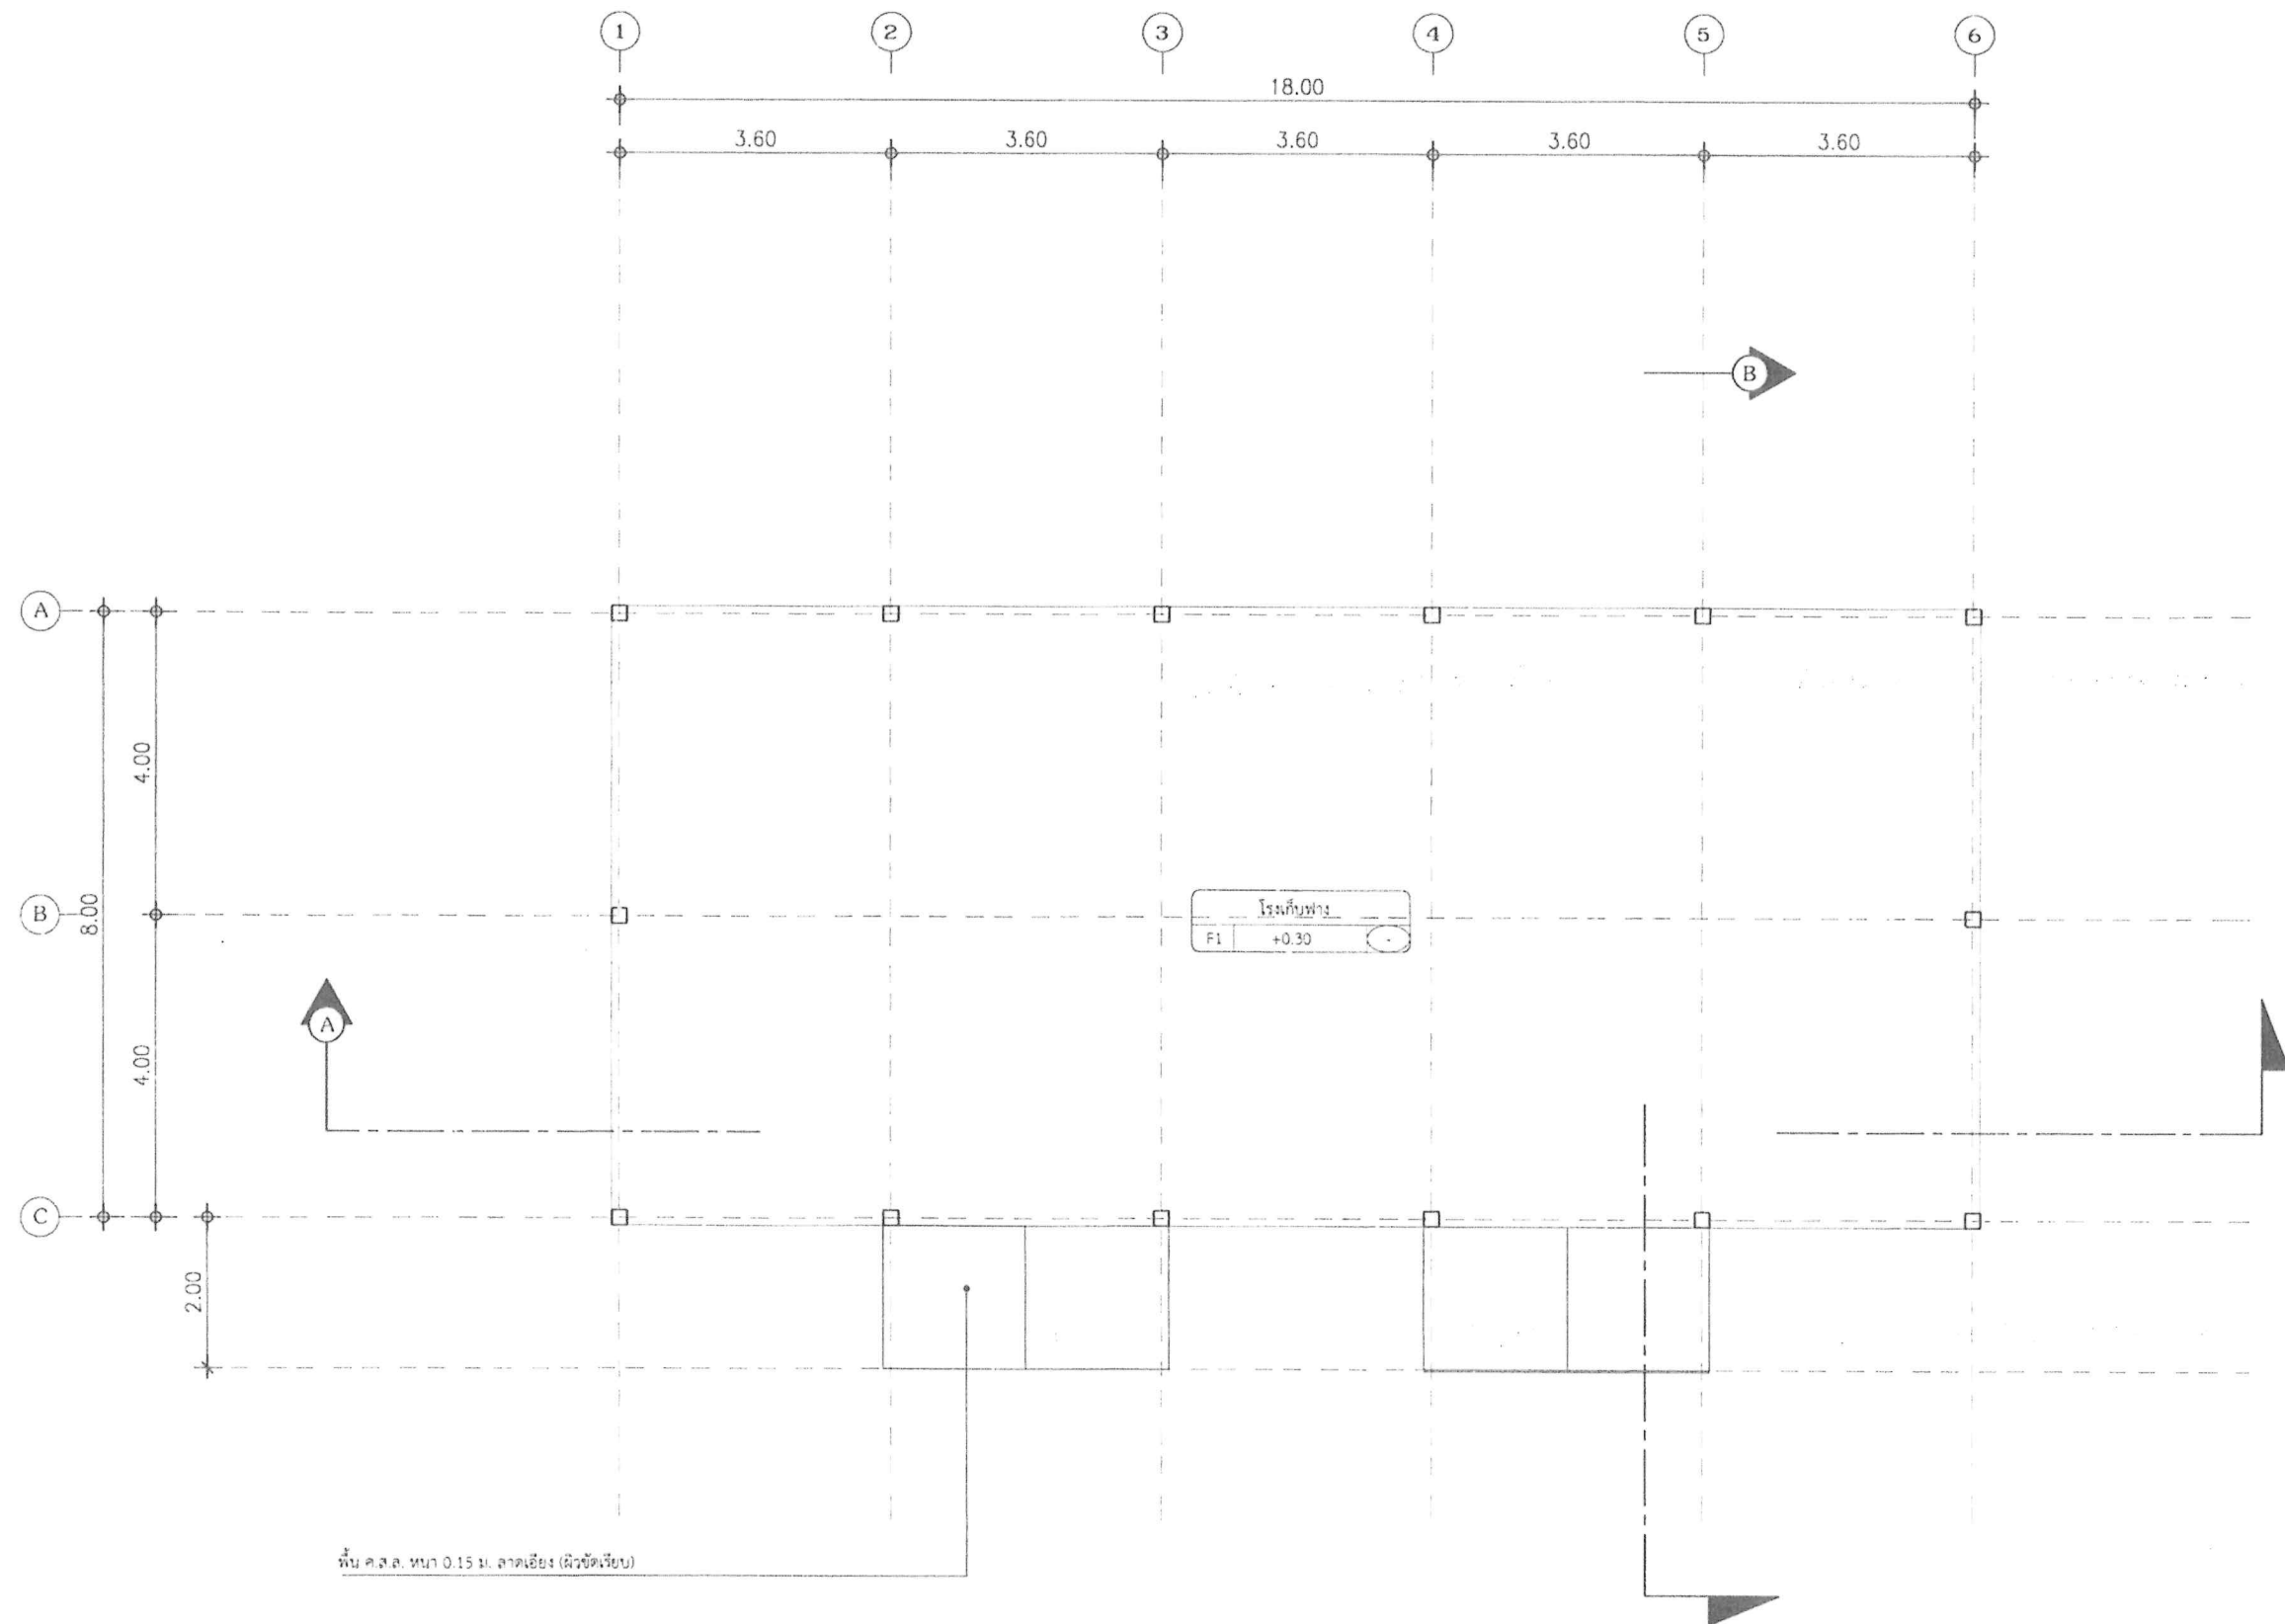 1 2 3 4 5 6
18.00
3.60 3.60 3.60 3.60 3.60
B
A
4.00
B
8.00
โรงเก็บฟาง
F1 +0.30 -
A
4.00
C
2.00
พื้น ค.ส.ล. หนา 0.15 ม. ลาดเอียง (ผิวขัดเรียบ)